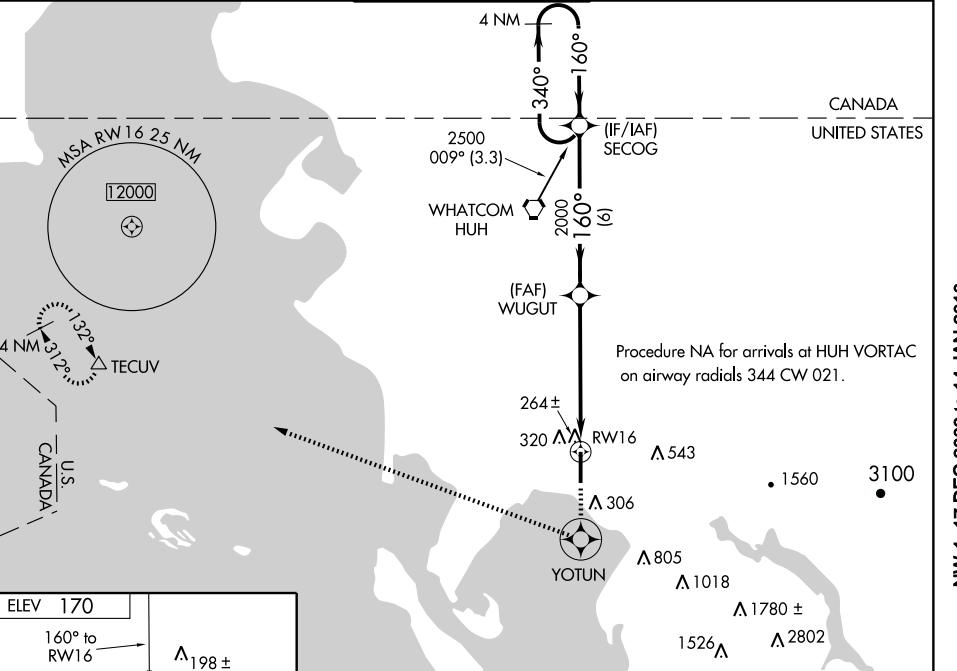 4 NM
340°
160°
CANADA
UNITED STATES
(IF/IAF)
SECOG
MSA RW16 25 NM
12000
2500
009° (3.3)
WHATCOM
HUH
2000
160°
(6)
(FAF)
WUGUT
4 NM
132°
312°
TECUV
Procedure NA for arrivals at HUH VORTAC
on airway radials 344 CW 021.
U.S.
CANADA
264 ±
320
RW16
543
1560
3100
306
YOTUN
805
1018
1780 ±
1526
2802
ELEV 170
160° to
RW16
198 ±